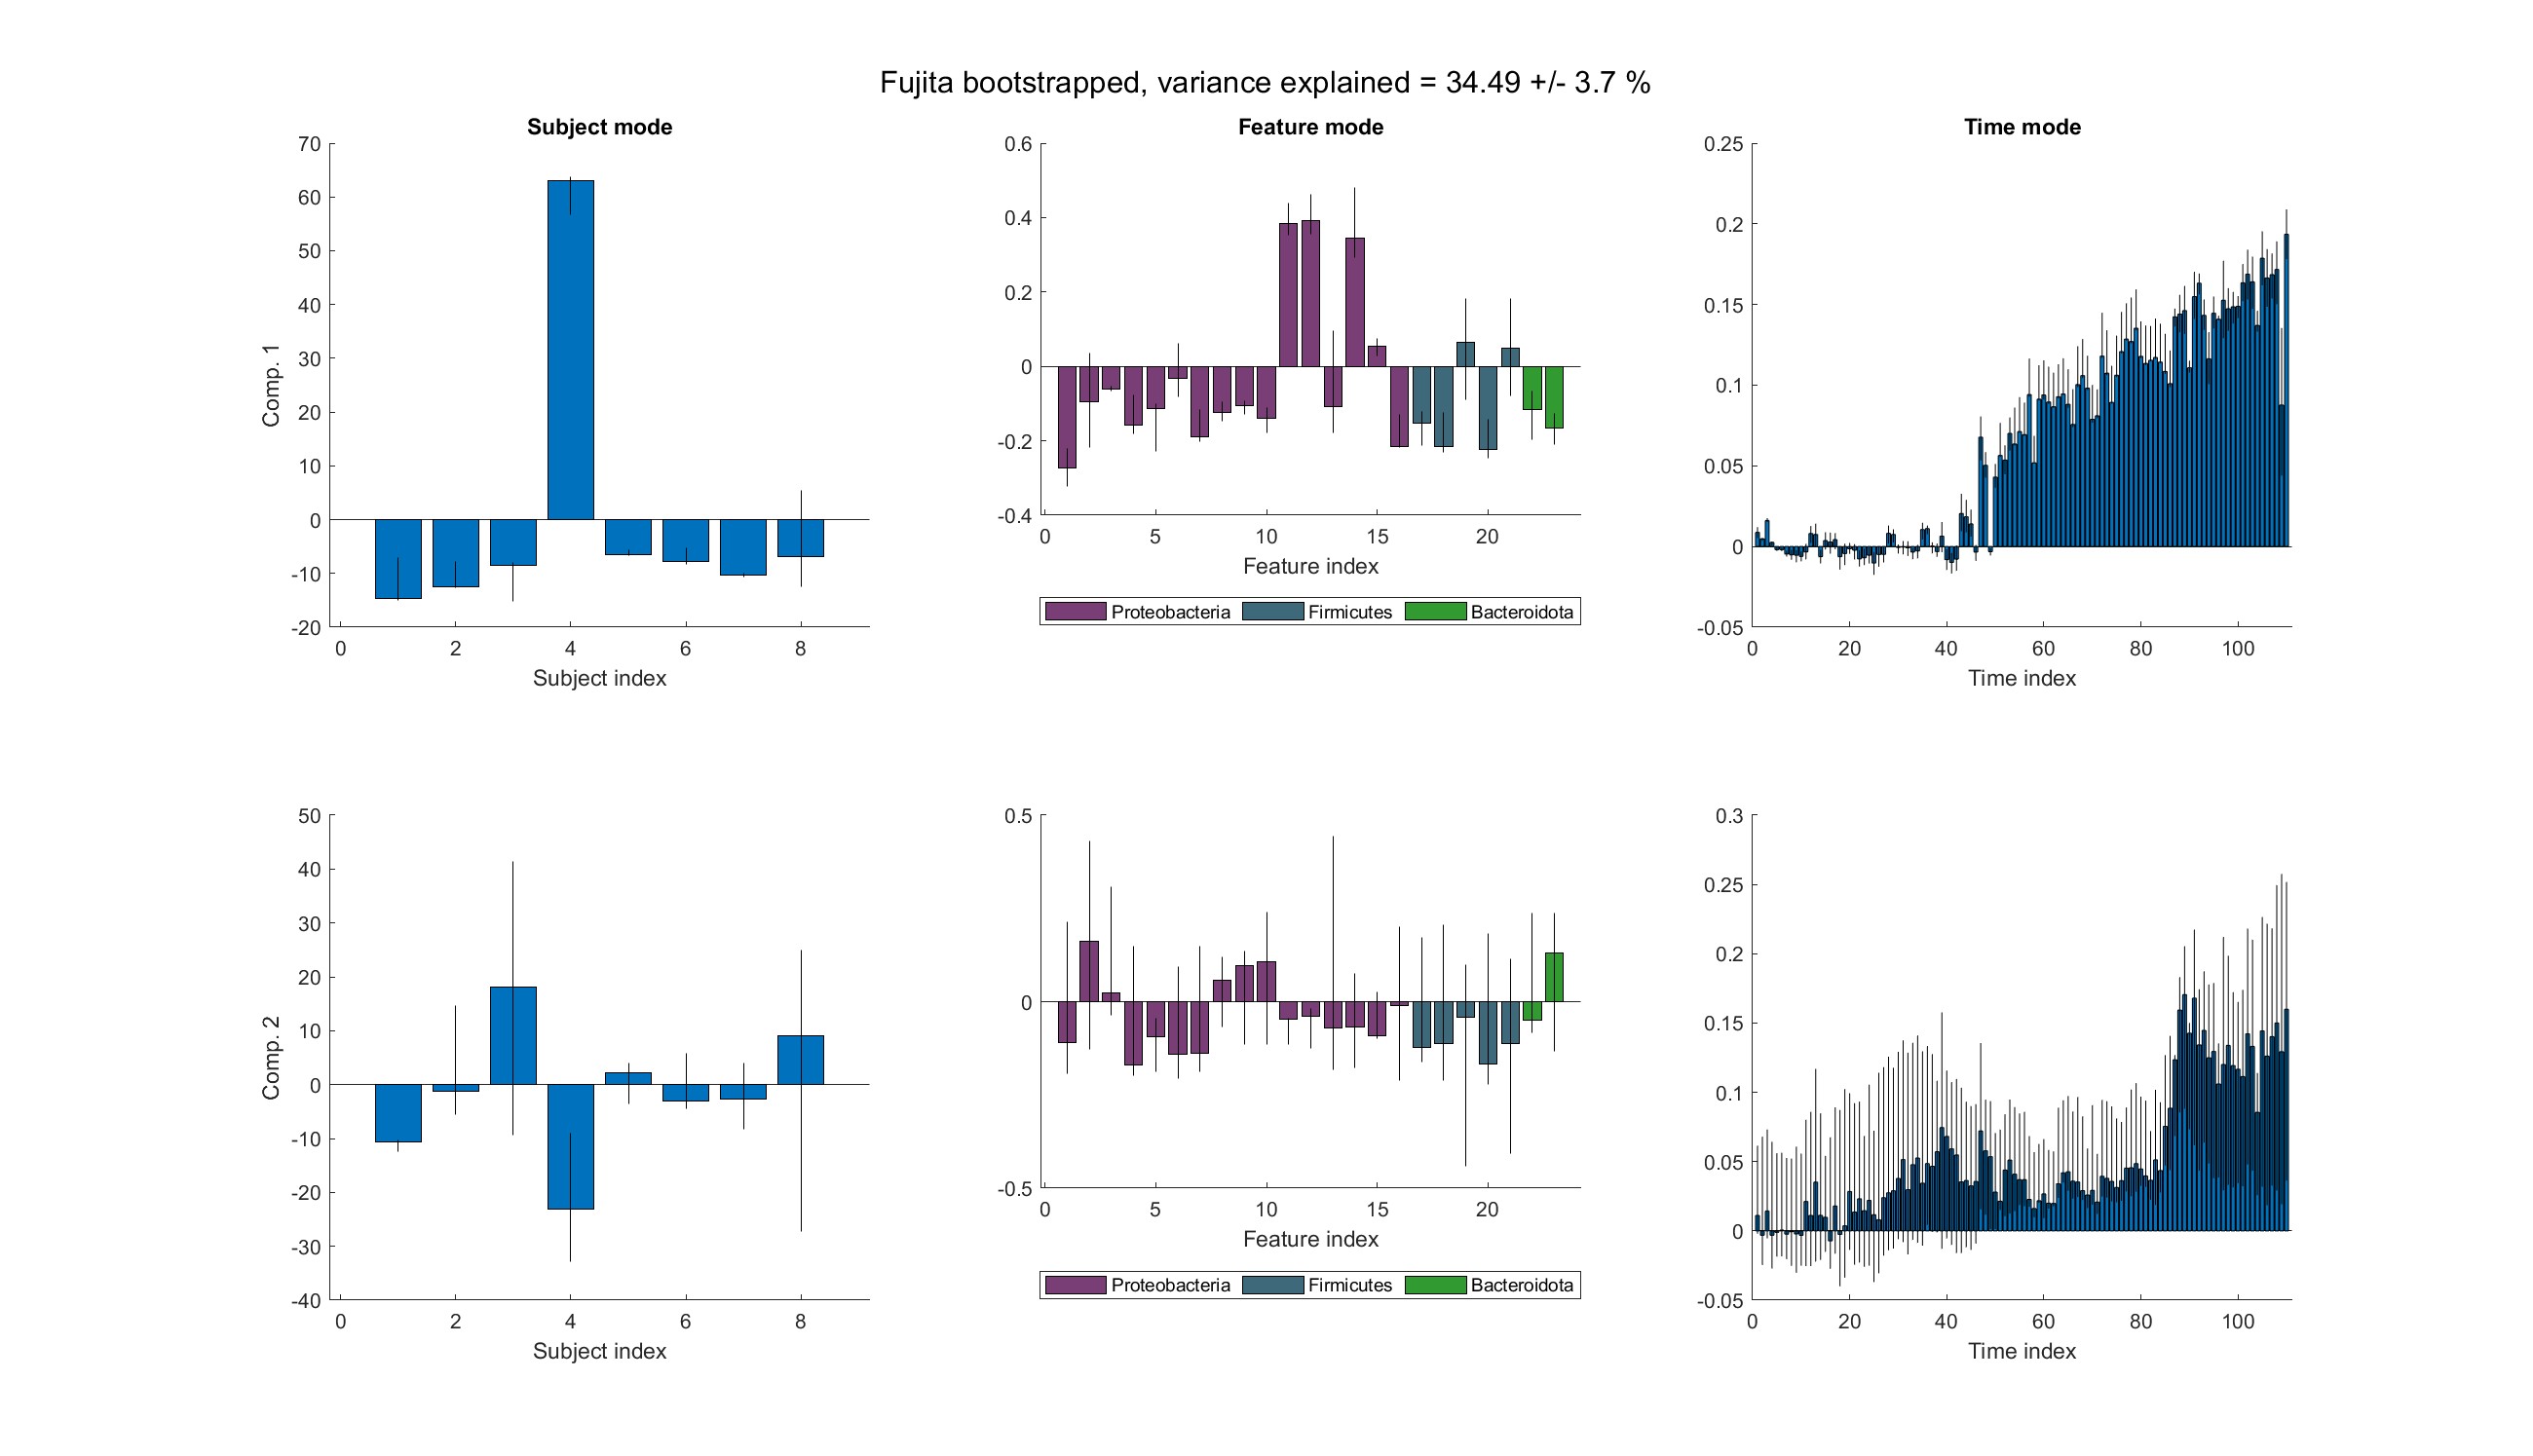 Fujita bootstrapped, variance explained = 34.49 +/- 3.7 %
Subject mode
70
60
50
40
30
20
10
0
-10
-20
Comp. 1
0 2 4 6 8
Subject index
Feature mode
0.6
0.4
0.2
0
-0.2
-0.4
0 5 10 15 20
Feature index
Proteobacteria Firmicutes Bacteroidota
Time mode
0.25
0.2
0.15
0.1
0.05
0
-0.05
0 20 40 60 80 100
Time index
50
40
30
20
10
0
-10
-20
-30
-40
Comp. 2
0 2 4 6 8
Subject index
0.5
0
-0.5
0 5 10 15 20
Feature index
Proteobacteria Firmicutes Bacteroidota
0.3
0.25
0.2
0.15
0.1
0.05
0
-0.05
0 20 40 60 80 100
Time index